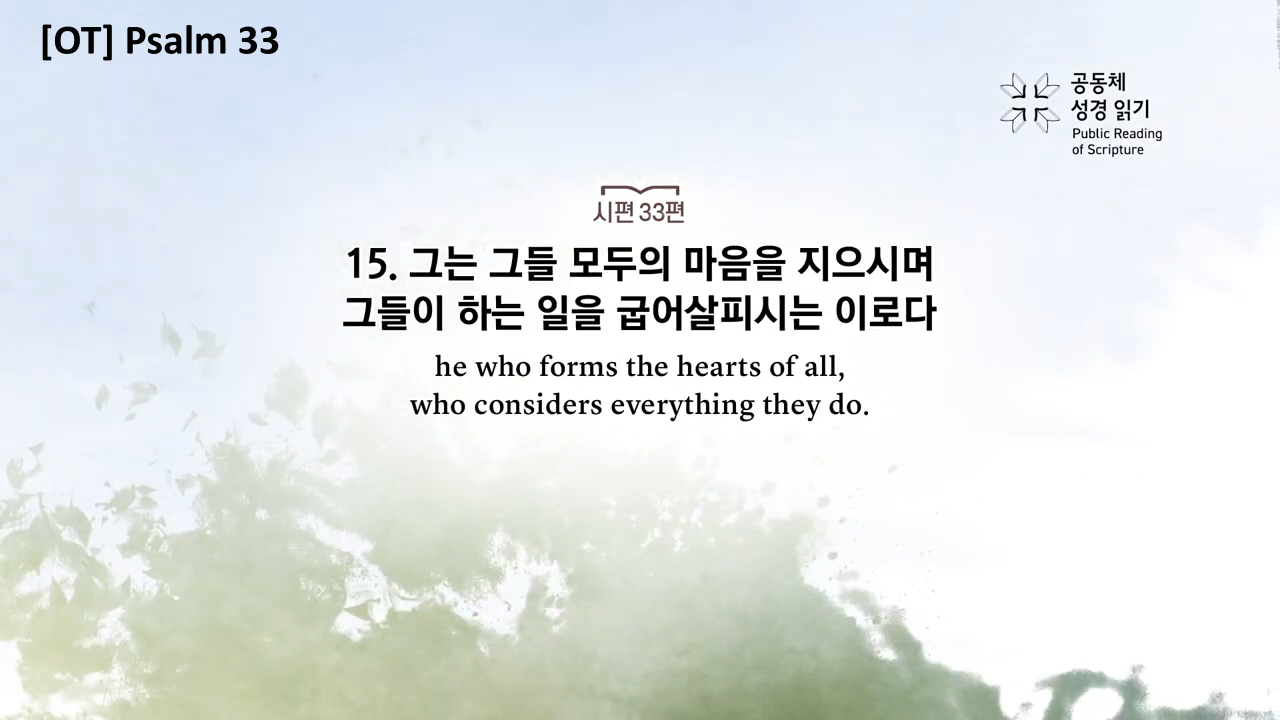 [OT] Psalm 33
공동체
성경 읽기
Public Reading
of Scripture
시편 33편
15. 그는 그들 모두의 마음을 지으시며
그들이 하는 일을 굽어살피시는 이로다
he who forms the hearts of all,
who considers everything they do.